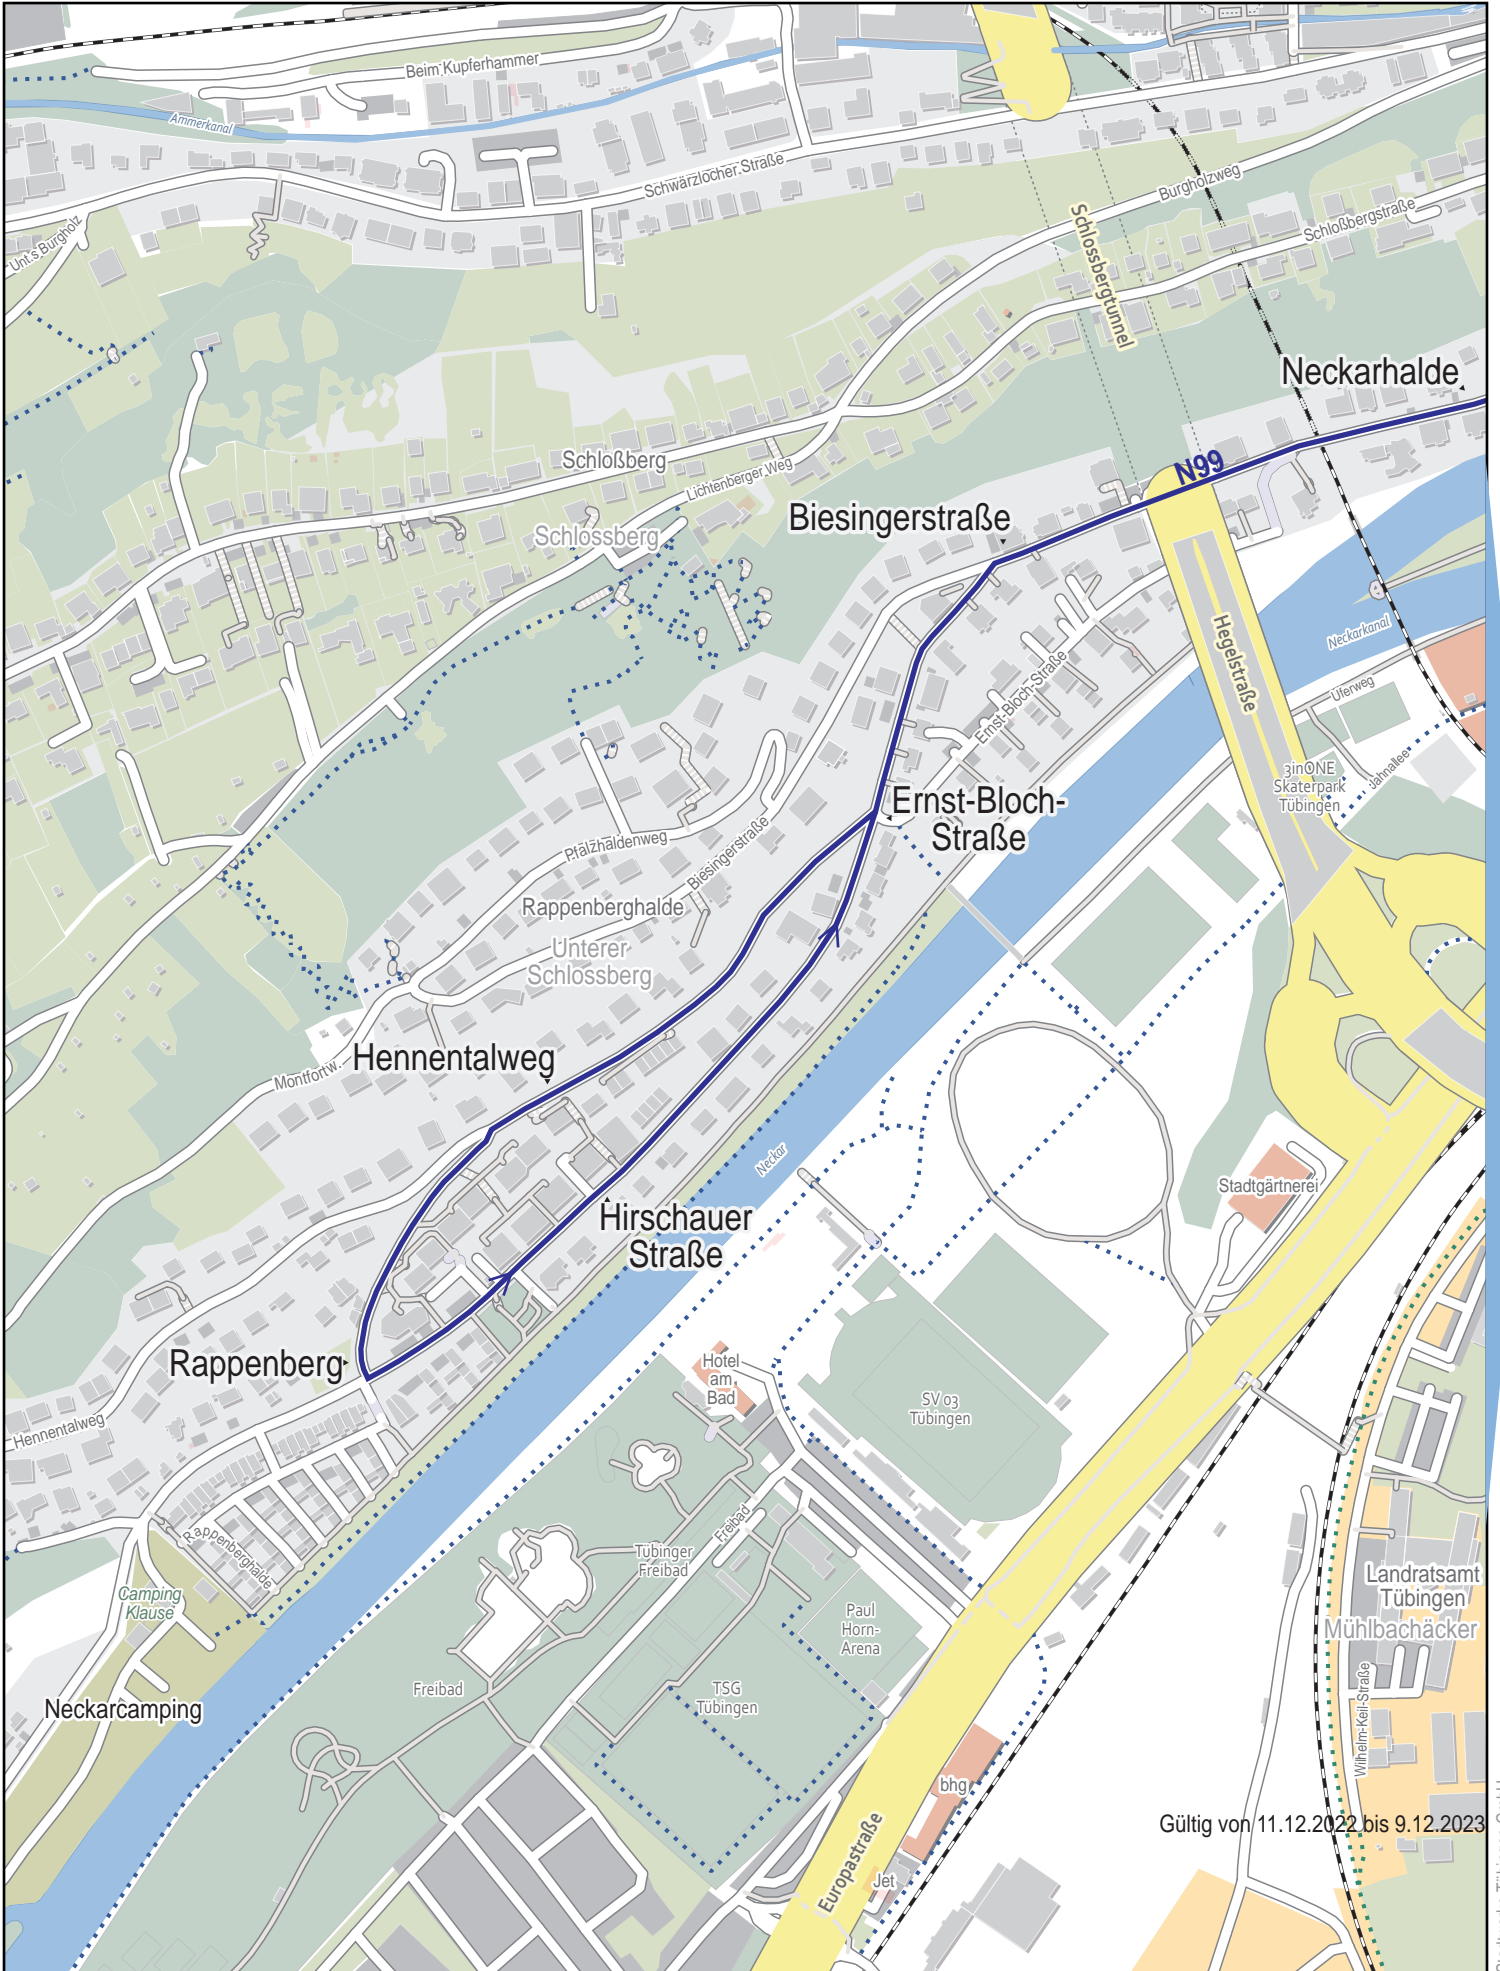 Beim Kupferhammer
Ammerkanal
Schwärzlocher Straße
Unt.s Burgholz
Burgholzweg
Schloßbergstraße
Schlossbergtunnel
Neckarhalde
N99
Schloßberg
Lichtenberger Weg
Schlossberg
Biesingerstraße
Hegelstraße
Neckarkanal
Uferweg
Ernst-Bloch-Straße
Jahnallee
3inONE
Skaterpark
Tübingen
Ernst-Bloch-
Straße
Pfalzhaldenweg
Biesingerstraße
Rappenberghalde
Unterer
Schlossberg
Hennentalweg
Montfortw.
Neckar
Stadtgärtnerei
Hirschauer
Straße
Rappenberg
Hotel
am
Bad
SV 03
Tübingen
Hennentalweg
Rappenberghalde
Freibad
Tübinger
Freibad
Camping
Klause
Paul
Horn-
Arena
Landratsamt
Tübingen
Mühlbachäcker
Neckarcamping
Freibad
TSG
Tübingen
Wilhelm-Keil-Straße
bhg
Gültig von 11.12.2022 bis 9.12.2023
Europastraße
Jet